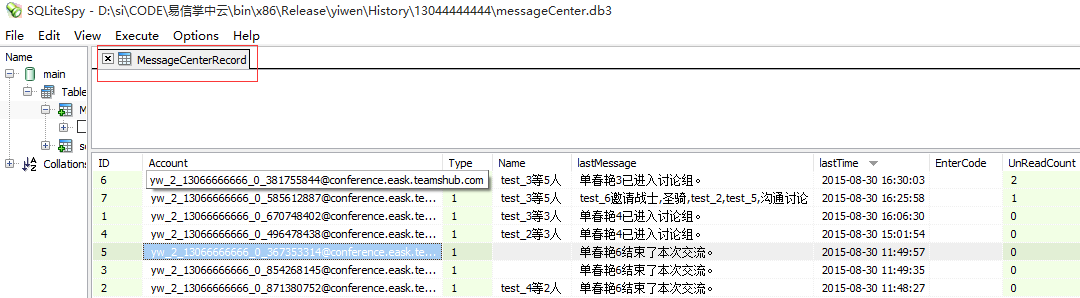 SQLiteSpy - D:\si\CODE\易信掌中云\bin\x86\Release\yiwen\History\13044444444\messageCenter.db3
File Edit View Execute Options Help
Name
main
Table
M
se
Collations
MessageCenterRecord
ID Account Type Name lastMessage lastTime EnterCode UnReadCount
6 yw_2_13066666666_0_381755844@conference.eask.teamshub.com test_3等5人 单春艳3已进入讨论组。 2015-08-30 16:30:03 2
7 yw_2_13066666666_0_585612887@conference.eask.te... 1 test_3等5人 test_6邀请战士,圣骑,test_2,test_5,沟通讨论 2015-08-30 16:25:58 1
1 yw_2_13066666666_0_670748402@conference.eask.te... 1 test_3等3人 单春艳4已进入讨论组。 2015-08-30 16:06:30 0
4 yw_2_13066666666_0_496478438@conference.eask.te... 1 test_2等3人 单春艳4已进入讨论组。 2015-08-30 15:01:54 0
5 yw_2_13066666666_0_367353314@conference.eask.te... 1 单春艳6结束了本次交流。 2015-08-30 11:49:57 0
3 yw_2_13066666666_0_854268145@conference.eask.te... 1 单春艳6结束了本次交流。 2015-08-30 11:49:35 0
2 yw_2_13066666666_0_871380752@conference.eask.te... 1 test_4等2人 单春艳6结束了本次交流。 2015-08-30 11:48:27 0